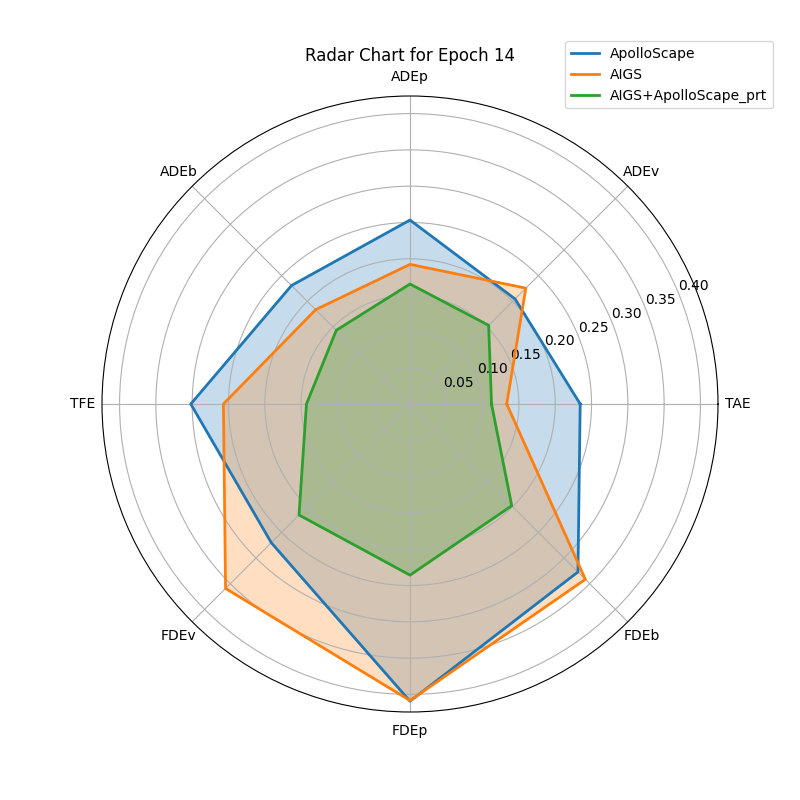 Radar Chart for Epoch 14
ApolloScape
AIGS
AIGS+ApolloScape_prt
ADEp
ADEb
ADEv
TFE
TAE
0.05
0.10
0.15
0.20
0.25
0.30
0.35
0.40
FDEv
FDEb
FDEp